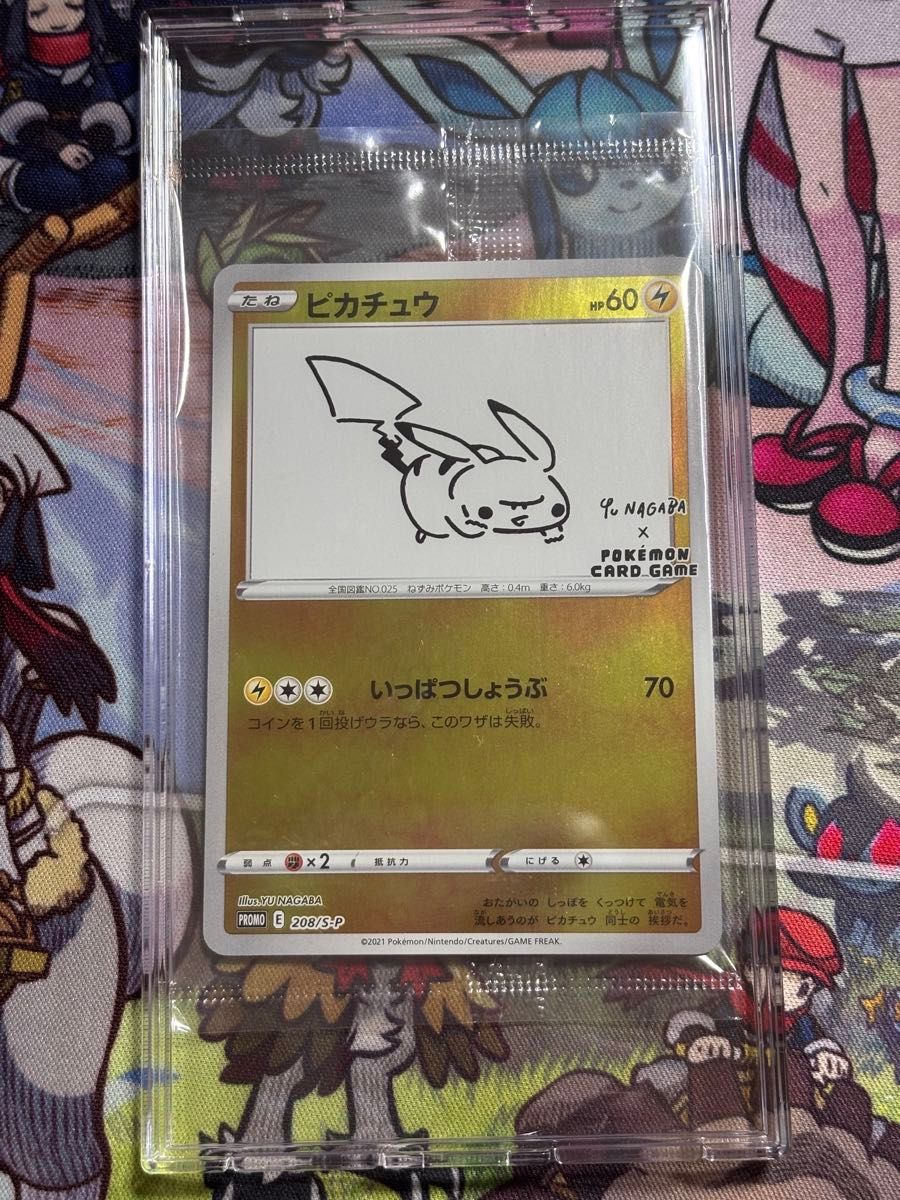 たね ピカチュウ HP60
Yu NAGABA
×
POKÉMON
CARD GAME
全国図鑑NO.025 ねずみポケモン 高さ:0.4m 重さ:6.0kg
いっぱつしょうぶ 70
コインを1回投げウラなら、このワザは失敗。
弱点 ×2 抵抗力 にげる
Illus.YU NAGABA
PROMO E 208/S-P
おたがいの しっぽを くっつけて 電気を
流しあうのが ピカチュウ 同士の 挨拶だ。
©2021 Pokémon/Nintendo/Creatures/GAME FREAK.